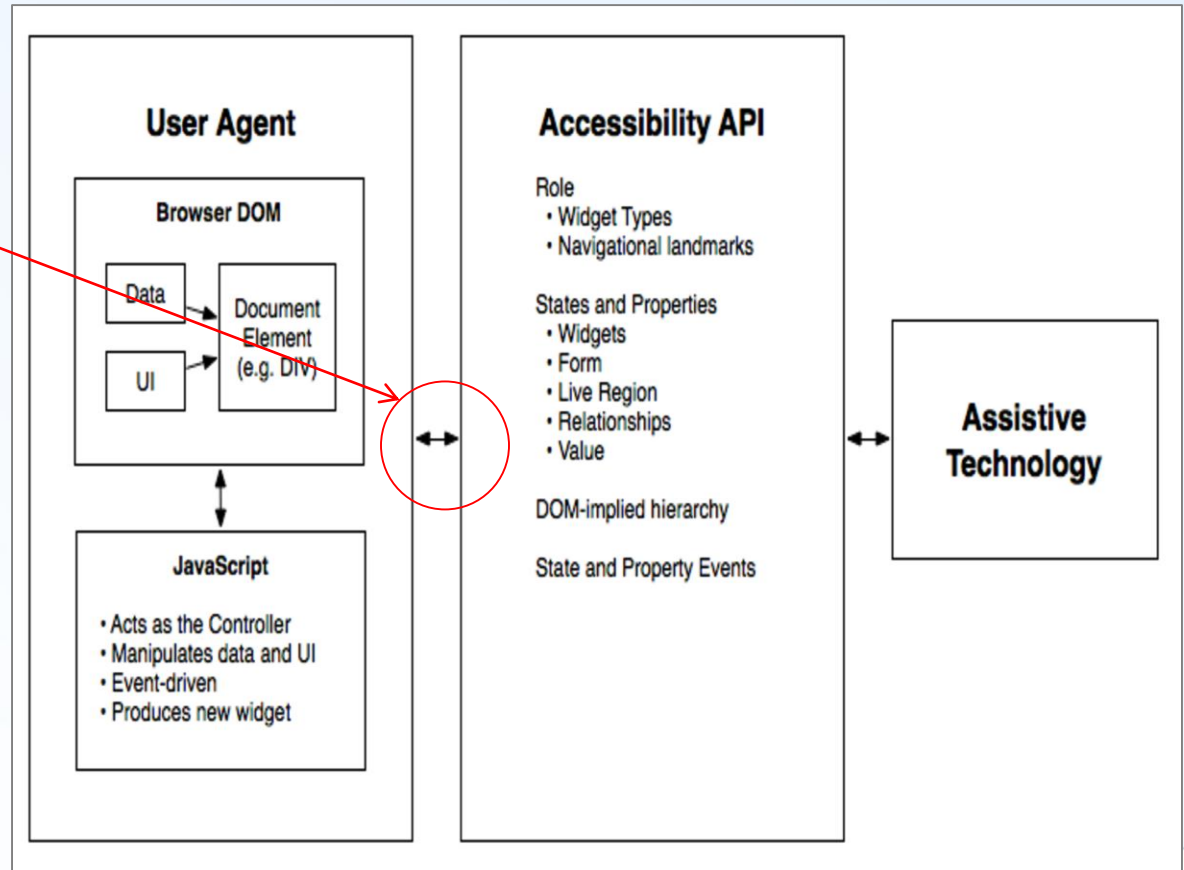 User Agent
Browser DOM
Data
UI
Document
Element
(e.g. DIV)
JavaScript
• Acts as the Controller
• Manipulates data and UI
• Event-driven
• Produces new widget
Accessibility API
Role
• Widget Types
• Navigational landmarks
States and Properties
• Widgets
• Form
• Live Region
• Relationships
• Value
DOM-implied hierarchy
State and Property Events
Assistive
Technology